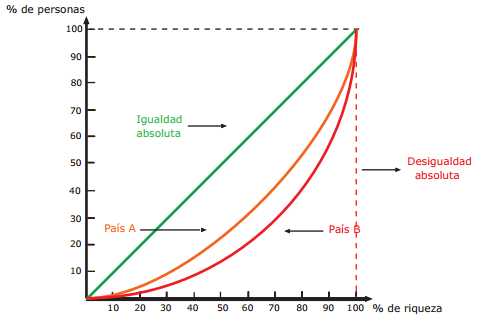 % de personas
100
90
80
70
60
50
40
30
20
10
Igualdad
absoluta
Desigualdad
absoluta
País A
País B
10 20 30 40 50 60 70 80 90 100
% de riqueza